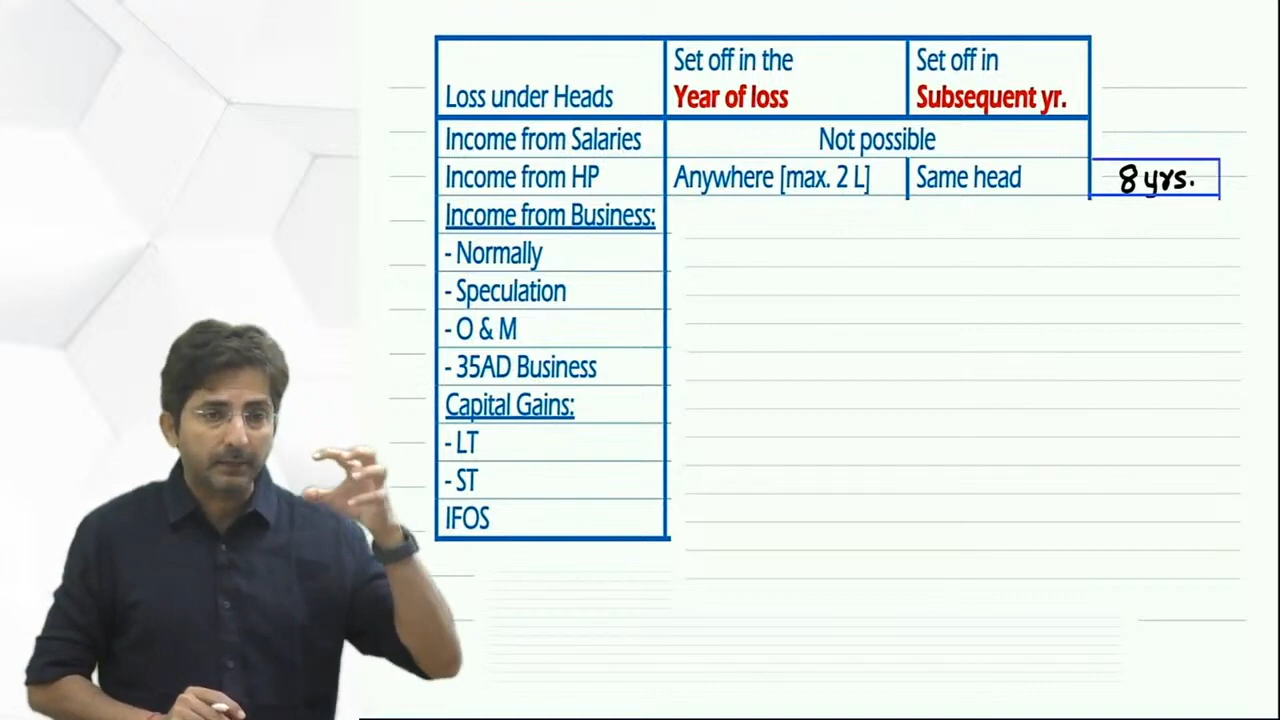 Loss under Heads
Set off in the
Year of loss
Set off in
Subsequent yr.
Income from Salaries
Not possible
Income from HP
Anywhere [max. 2 L]
Same head
8 yrs.
Income from Business:
- Normally
- Speculation
- O & M
- 35AD Business
Capital Gains:
- LT
- ST
IFOS